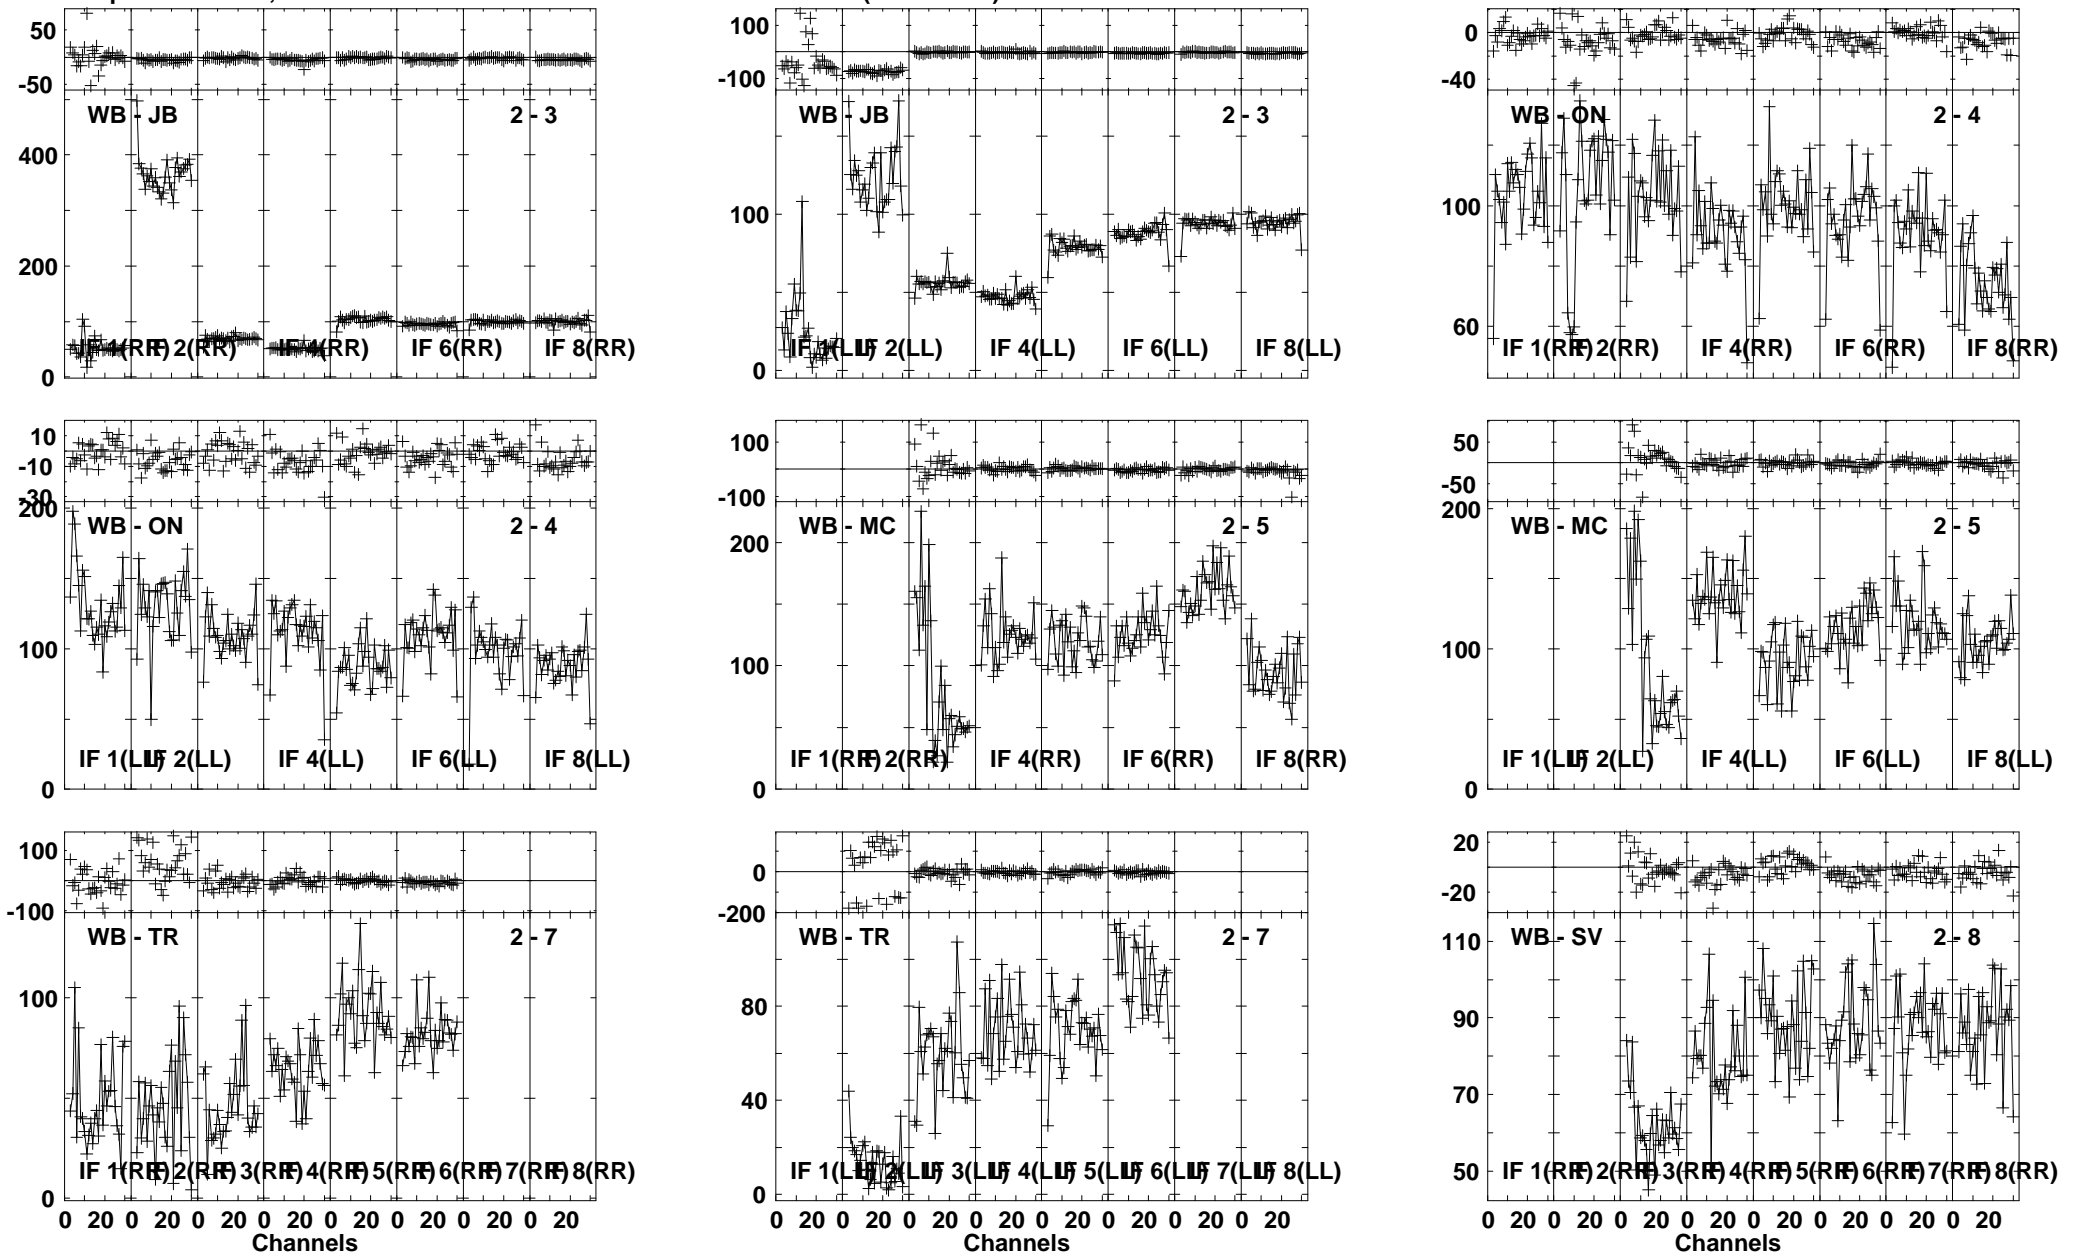 50
-50
WB - JB 2 - 3
400
200
0
IF 1(RR) IF 2(RR) IF 4(RR) IF 6(RR) IF 8(RR)
100
-100
WB - JB 2 - 3
100
0
IF 1(LL) IF 2(LL) IF 4(LL) IF 6(LL) IF 8(LL)
0
-40
WB - ON 2 - 4
100
60
IF 1(RR) IF 2(RR) IF 4(RR) IF 6(RR) IF 8(RR)
10
-10
-30
200
WB - ON 2 - 4
100
0
IF 1(LL) IF 2(LL) IF 4(LL) IF 6(LL) IF 8(LL)
100
-100
WB - MC 2 - 5
200
100
0
IF 1(RR) IF 2(RR) IF 4(RR) IF 6(RR) IF 8(RR)
50
-50
200
WB - MC 2 - 5
100
0
IF 1(LL) IF 2(LL) IF 4(LL) IF 6(LL) IF 8(LL)
100
-100
WB - TR 2 - 7
100
0
IF 1(RR) IF 2(RR) IF 3(RR) IF 4(RR) IF 5(RR) IF 6(RR) IF 7(RR) IF 8(RR)
0 20 0 20 0 20 0 20 0 20 0 20 0 20 0 20
Channels
0
-200
WB - TR 2 - 7
80
40
0
IF 1(LL) IF 2(LL) IF 3(LL) IF 4(LL) IF 5(LL) IF 6(LL) IF 7(LL) IF 8(LL)
0 20 0 20 0 20 0 20 0 20 0 20 0 20 0 20
Channels
20
-20
WB - SV 2 - 8
110
90
70
50
IF 1(RR) IF 2(RR) IF 3(RR) IF 4(RR) IF 5(RR) IF 6(RR) IF 7(RR) IF 8(RR)
0 20 0 20 0 20 0 20 0 20 0 20 0 20 0 20
Channels